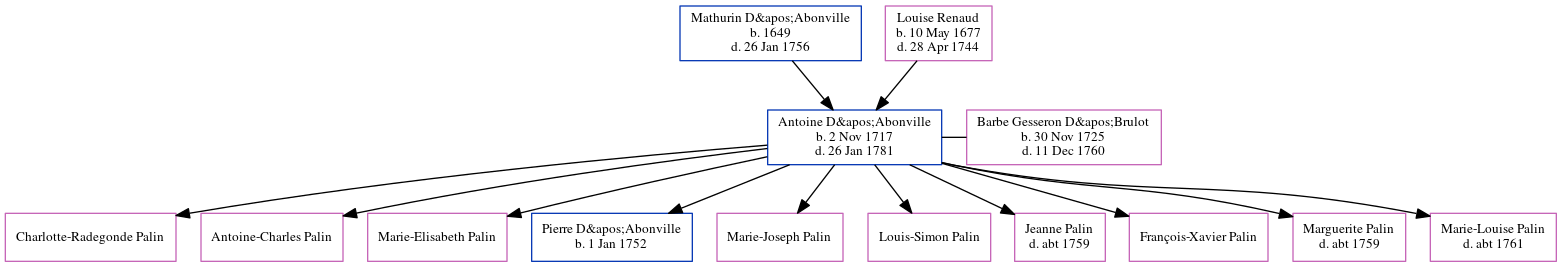 Mathurin D&apos;Abonville
b. 1649
d. 26 Jan 1756
Louise Renaud
b. 10 May 1677
d. 28 Apr 1744
Antoine D&apos;Abonville
b. 2 Nov 1717
d. 26 Jan 1781
Barbe Gesseron D&apos;Brulot
b. 30 Nov 1725
d. 11 Dec 1760
Charlotte-Radegonde Palin
Antoine-Charles Palin
Marie-Elisabeth Palin
Pierre D&apos;Abonville
b. 1 Jan 1752
Marie-Joseph Palin
Louis-Simon Palin
Jeanne Palin
d. abt 1759
François-Xavier Palin
Marguerite Palin
d. abt 1759
Marie-Louise Palin
d. abt 1761